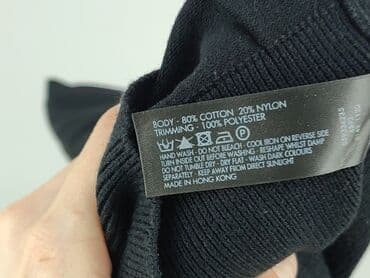 BODY - 80% COTTON 20% NYLON
TRIMMING - 100% POLYESTER
HAND WASH - DO NOT BLEACH - COOL IRON ON REVERSE SIDE
TURN INSIDE OUT BEFORE WASHING - RESHAPE WHILST DAMP
DO NOT TUMBLE DRY - DRY FLAT - WASH DARK COLOURS
SEPARATELY - KEEP AWAY FROM DIRECT SUNLIGHT
MADE IN HONG KONG